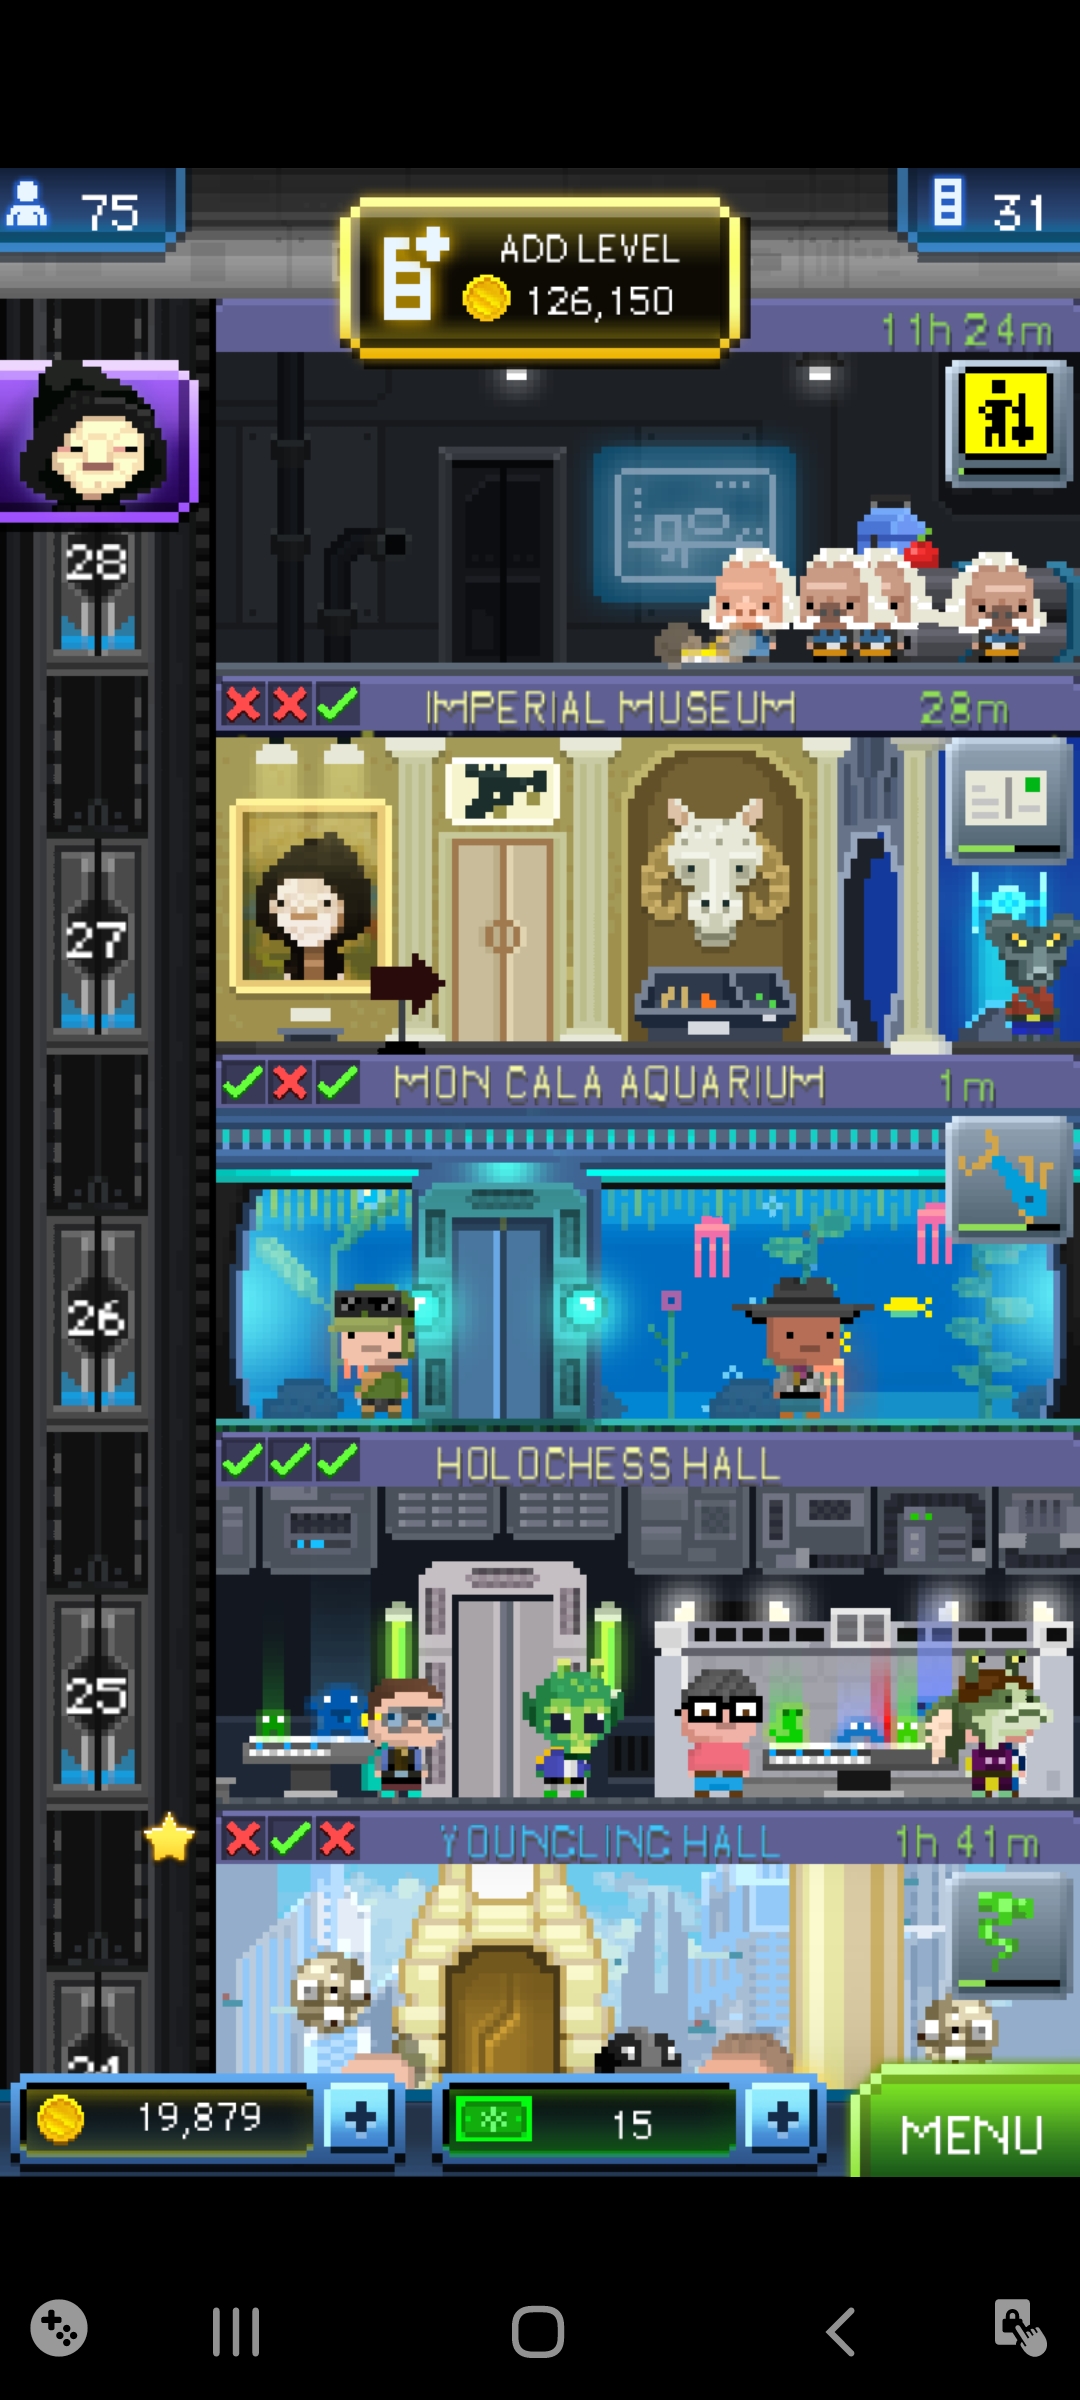 75
ADD LEVEL
126,150
31
11h 24m
28
IMPERIAL MUSEUM 28m
27
MON CALA AQUARIUM 1m
26
HOLOCHESS HALL
25
YOUNGLING HALL 1h 41m
24
19,879
15
MENU